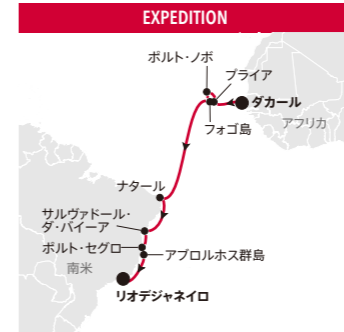 EXPEDITION
ポルト・ノボ
プライア
ダカール
フォゴ島
アフリカ
ナタール
サルヴァドール・
ダ・バイーア
ポルト・セグロ
アブロルホス群島
南米
リオデジャネイロ